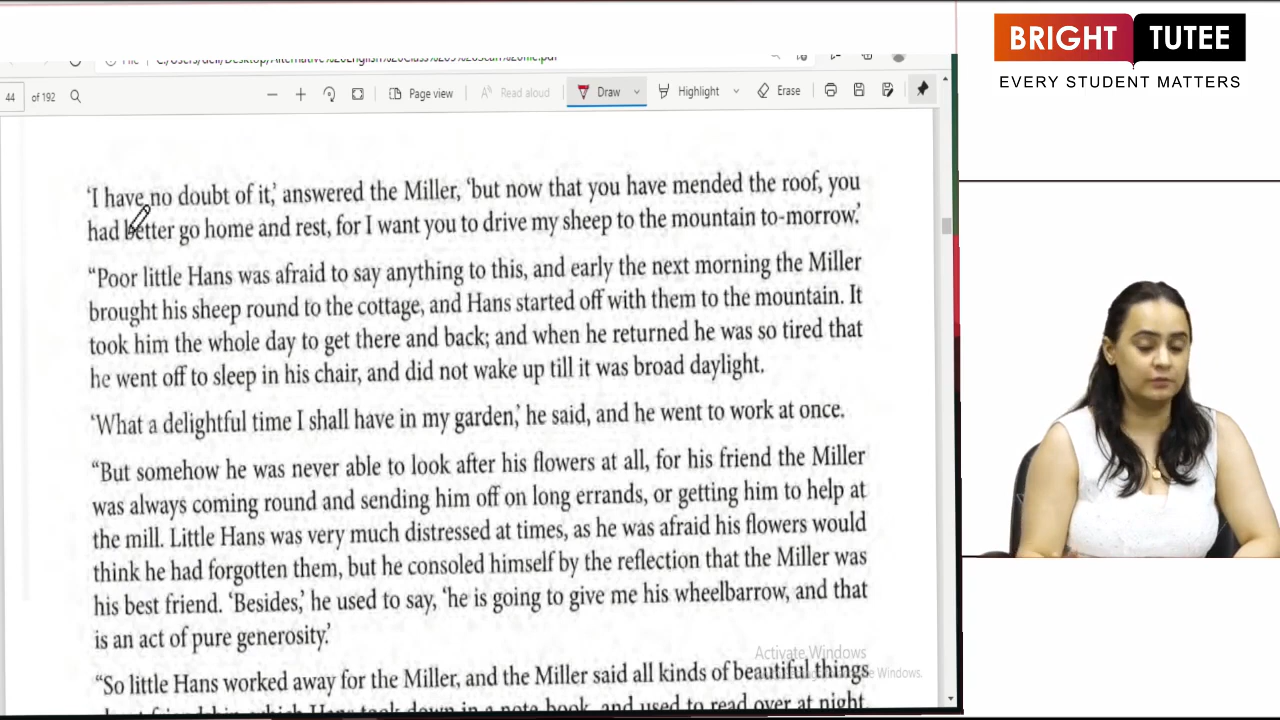 BRIGHT TUTEE
EVERY STUDENT MATTERS
44 of 192
Page view
Read aloud
Draw
Highlight
Erase
‘I have no doubt of it,’ answered the Miller, ‘but now that you have mended the roof, you
had better go home and rest, for I want you to drive my sheep to the mountain to-morrow.’
“Poor little Hans was afraid to say anything to this, and early the next morning the Miller
brought his sheep round to the cottage, and Hans started off with them to the mountain. It
took him the whole day to get there and back; and when he returned he was so tired that
he went off to sleep in his chair, and did not wake up till it was broad daylight.
‘What a delightful time I shall have in my garden,’ he said, and he went to work at once.
“But somehow he was never able to look after his flowers at all, for his friend the Miller
was always coming round and sending him off on long errands, or getting him to help at
the mill. Little Hans was very much distressed at times, as he was afraid his flowers would
think he had forgotten them, but he consoled himself by the reflection that the Miller was
his best friend. ‘Besides,’ he used to say, ‘he is going to give me his wheelbarrow, and that
is an act of pure generosity.’
“So little Hans worked away for the Miller, and the Miller said all kinds of beautiful things
in a note-book, and used to read over at night
Activate Windows
Windows.